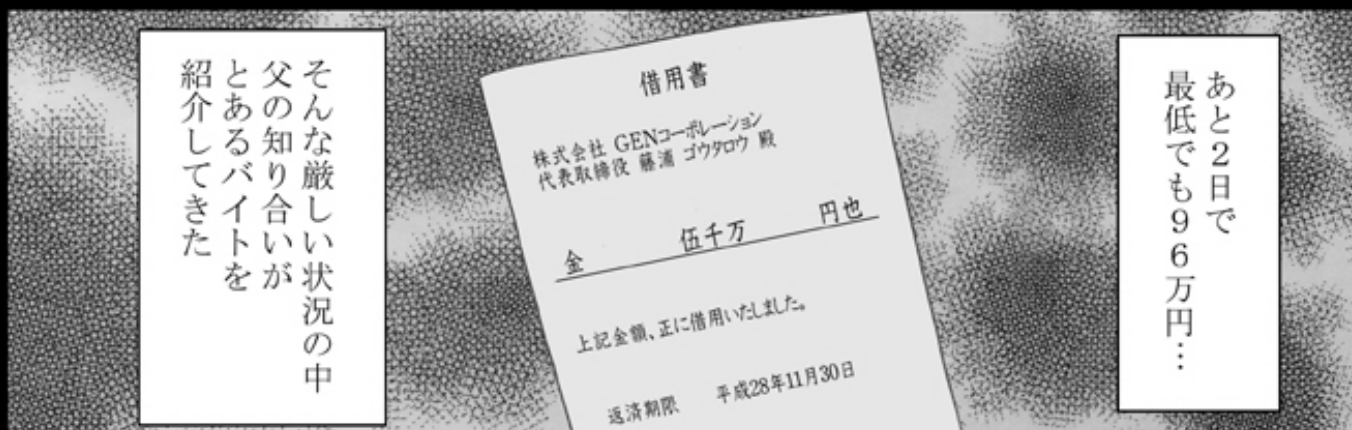 あと２日で
最低でも９６万円…
借用書
株式会社 GENコーポレーション
代表取締役 藤浦 ゴウタロウ 殿
金 伍千万 円也
上記金額、正に借用いたしました。
返済期限 平成28年11月30日
そんな厳しい状況の中
父の知り合いが
とあるバイトを
紹介してきた